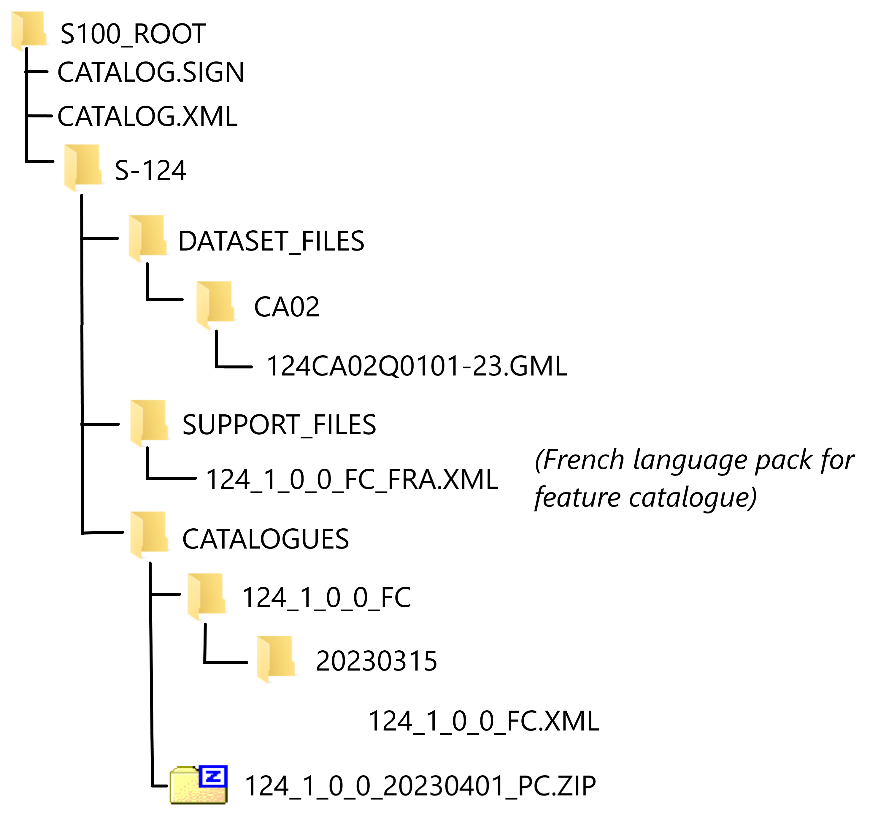 S100_ROOT
CATALOG.SIGN
CATALOG.XML
S-124
DATASET_FILES
CA02
124CA02Q0101-23.GML
SUPPORT_FILES
124_1_0_0_FC_FRA.XML
(French language pack for
feature catalogue)
CATALOGUES
124_1_0_0_FC
20230315
124_1_0_0_FC.XML
Z
124_1_0_0_20230401_PC.ZIP